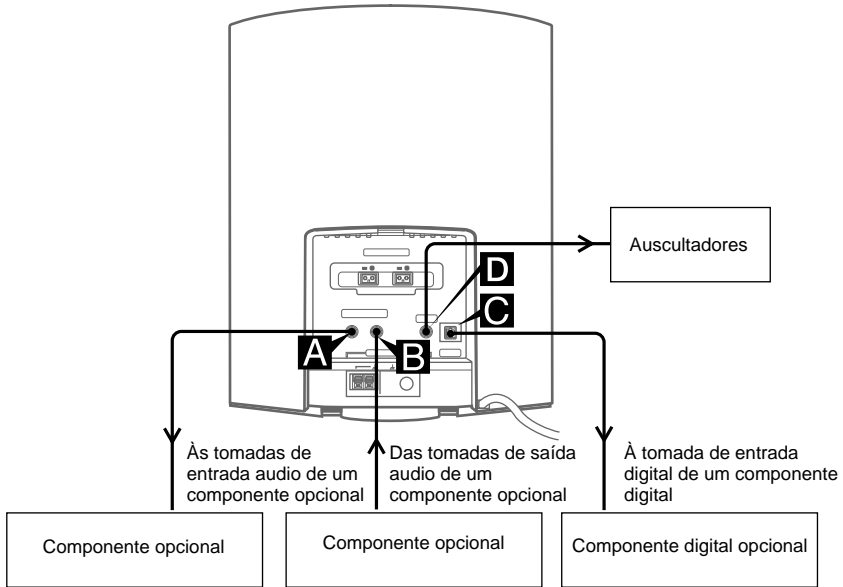 Auscultadores
D
C
A
B
Às tomadas de
entrada audio de um
componente opcional
Das tomadas de saída
audio de um
componente opcional
À tomada de entrada
digital de um componente
digital
Componente opcional
Componente opcional
Componente digital opcional